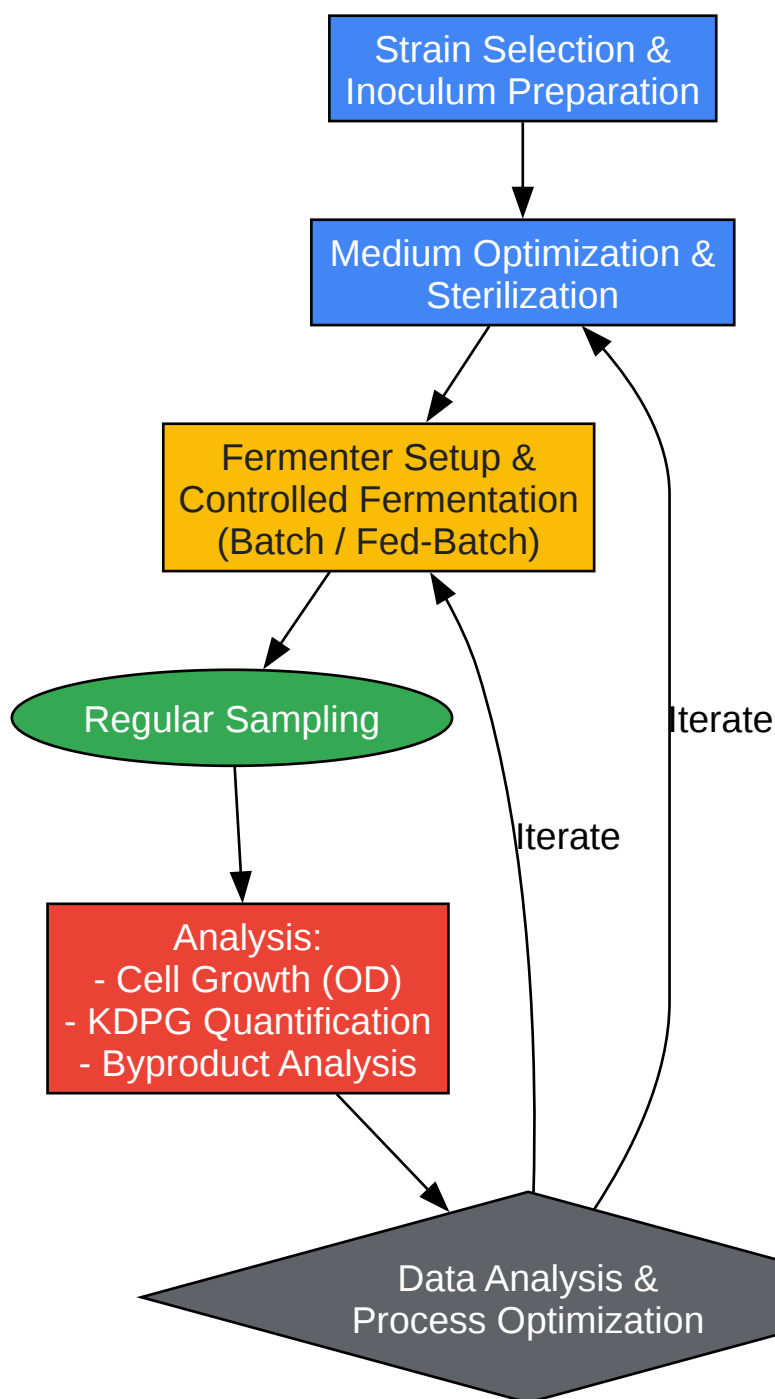 Strain Selection &
Inoculum Preparation
Medium Optimization &
Sterilization
Fermenter Setup &
Controlled Fermentation
(Batch / Fed-Batch)
Regular Sampling
Iterate
Iterate
Analysis:
- Cell Growth (OD)
- KDPG Quantification
- Byproduct Analysis
Data Analysis &
Process Optimization